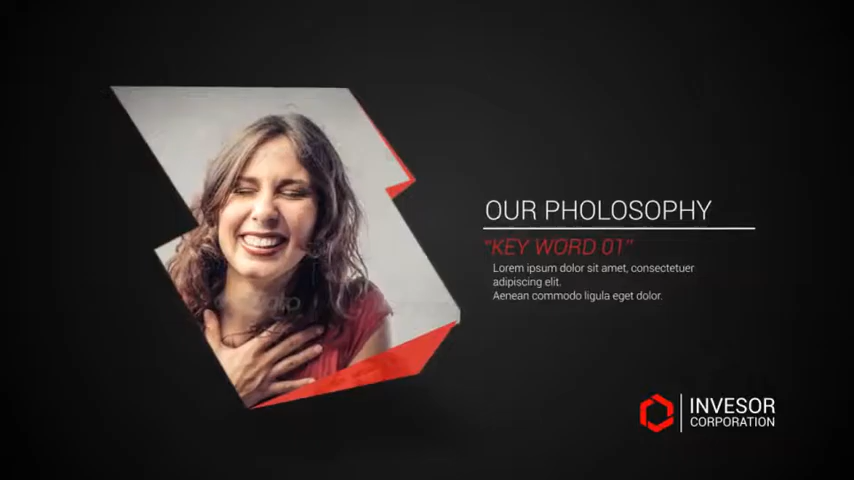 OUR PHOLOSOPHY
"KEY WORD 01"
Lorem ipsum dolor sit amet, consectetuer
adipiscing elit.
Aenean commodo ligula eget dolor.
INVESOR
CORPORATION